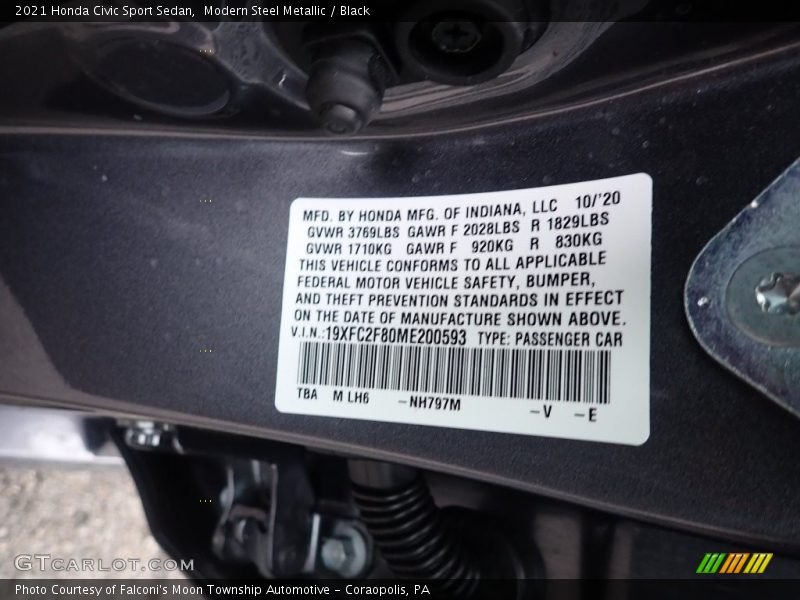 2021 Honda Civic Sport Sedan,  Modern Steel Metallic / Black
MFD. BY HONDA MFG. OF INDIANA, LLC 10/'20
GVWR 3769LBS GAWR F 2028LBS R 1829LBS
GVWR 1710KG GAWR F 920KG R 830KG
THIS VEHICLE CONFORMS TO ALL APPLICABLE
FEDERAL MOTOR VEHICLE SAFETY, BUMPER,
AND THEFT PREVENTION STANDARDS IN EFFECT
ON THE DATE OF MANUFACTURE SHOWN ABOVE.
V.I.N.:19XFC2F80ME200593 TYPE: PASSENGER CAR
TBA M LH6 -NH797M -V -E
GTCarLot.com
Photo Courtesy of Falconi's Moon Township Automotive - Coraopolis, PA